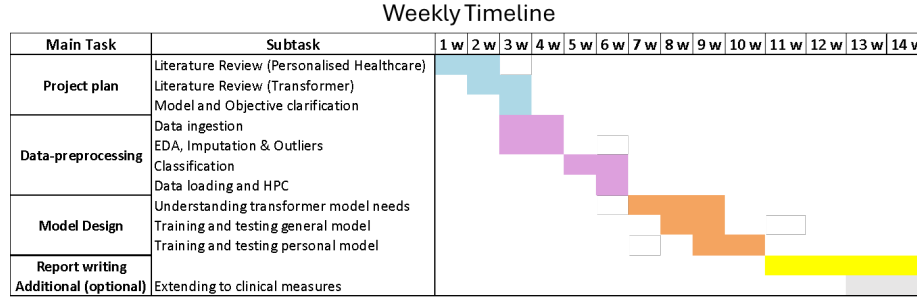 Weekly Timeline
Main Task Subtask 1 w 2 w 3 w 4 w 5 w 6 w 7 w 8 w 9 w 10 w 11 w 12 w 13 w 14 w
Literature Review (Personalised Healthcare)
Project plan Literature Review (Transformer)
Model and Objective clarification
Data ingestion
EDA, Imputation & Outliers
Data-preprocessing
Classification
Data loading and HPC
Understanding transformer model needs
Model Design Training and testing general model
Training and testing personal model
Report writing
Additional (optional) Extending to clinical measures